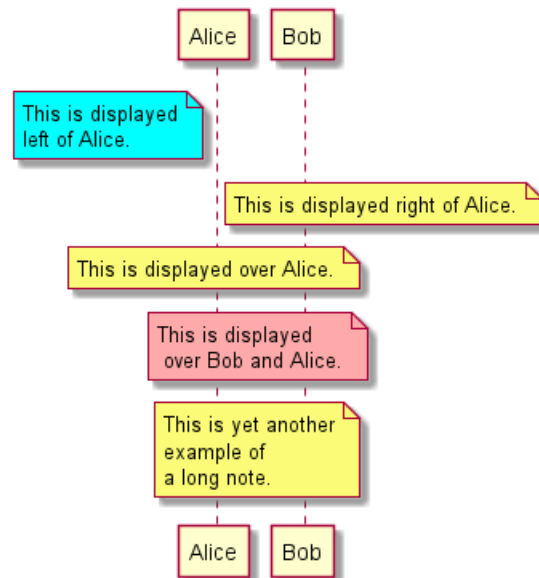 Alice
Bob
This is displayed
left of Alice.
This is displayed right of Alice.
This is displayed over Alice.
This is displayed
over Bob and Alice.
This is yet another
example of
a long note.
Alice
Bob